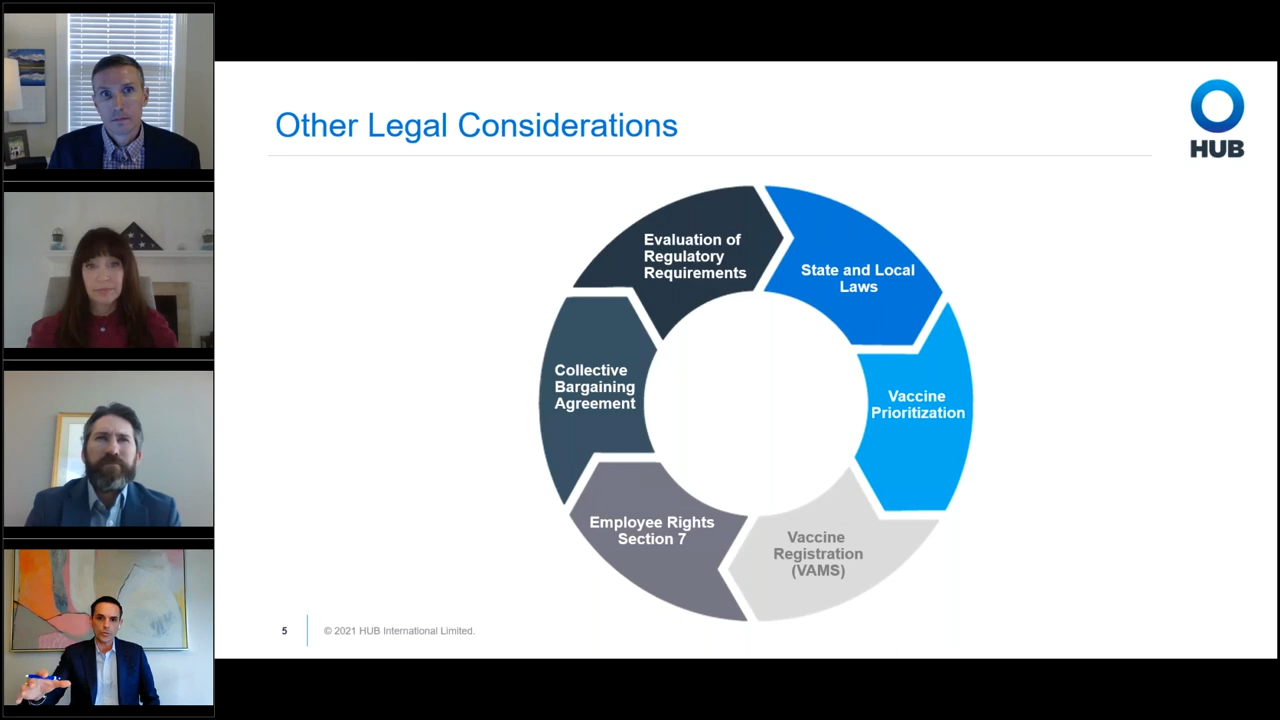 Other Legal Considerations
HUB
Evaluation of
Regulatory
Requirements
State and Local
Laws
Vaccine
Prioritization
Vaccine
Registration
(VAMS)
Employee Rights
Section 7
Collective
Bargaining
Agreement
5
© 2021 HUB International Limited.